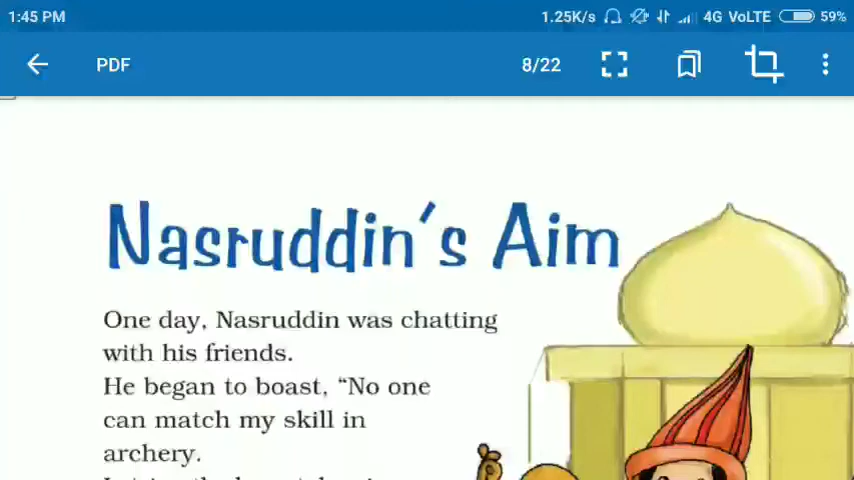 1:45 PM 1.25K/s 4G VoLTE 59%
PDF 8/22
Nasruddin's Aim
One day, Nasruddin was chatting
with his friends.
He began to boast, “No one
can match my skill in
archery.